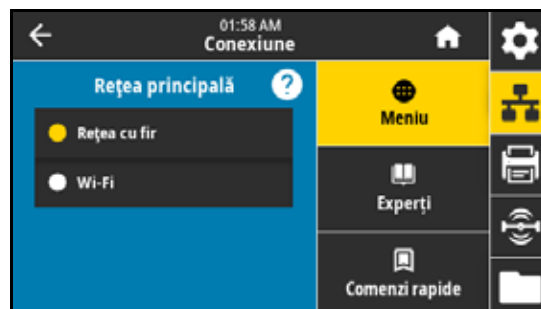 01:58 AM
Conexiune
Rețea principală
?
Rețea cu fir
Wi-Fi
Meniu
Experți
Comenzi rapide